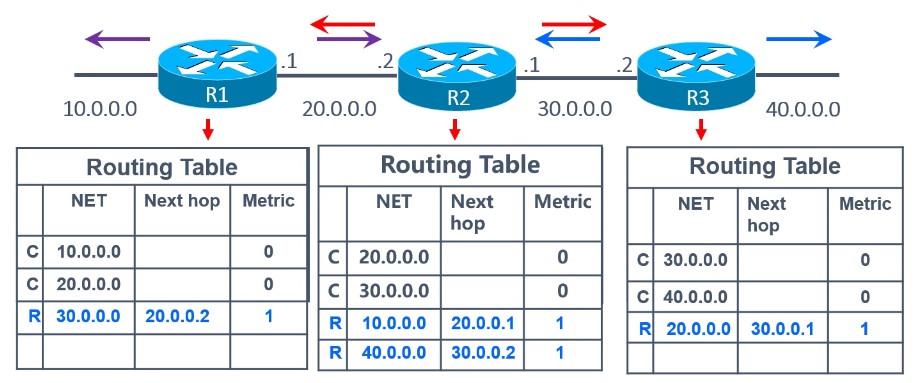 .1 .2 .1 .2
R1 R2 R3
10.0.0.0 20.0.0.0 30.0.0.0 40.0.0.0
Routing Table
NET Next hop Metric
C 10.0.0.0 0
C 20.0.0.0 0
R 30.0.0.0 20.0.0.2 1
Routing Table
NET Next Metric
hop
C 20.0.0.0 0
C 30.0.0.0 0
R 10.0.0.0 20.0.0.1 1
R 40.0.0.0 30.0.0.2 1
Routing Table
NET Next Metric
hop
C 30.0.0.0 0
C 40.0.0.0 0
R 20.0.0.0 30.0.0.1 1